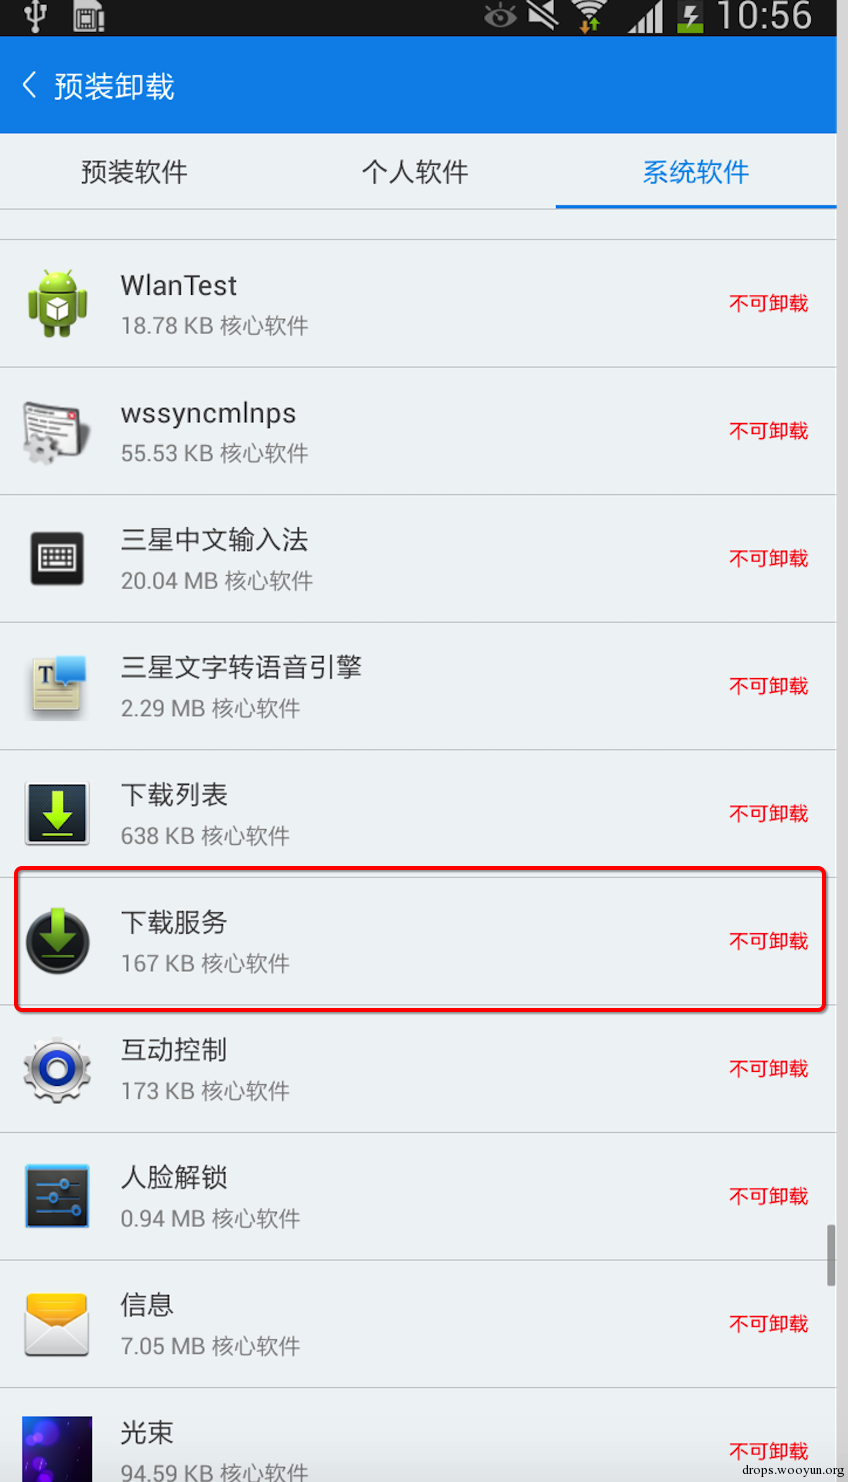 10:56
预装卸载
预装软件 个人软件 系统软件
WlanTest
18.78 KB 核心软件
不可卸载
wssyncmlnps
55.53 KB 核心软件
不可卸载
三星中文输入法
20.04 MB 核心软件
不可卸载
三星文字转语音引擎
2.29 MB 核心软件
不可卸载
下载列表
638 KB 核心软件
不可卸载
下载服务
167 KB 核心软件
不可卸载
互动控制
173 KB 核心软件
不可卸载
人脸解锁
0.94 MB 核心软件
不可卸载
信息
7.05 MB 核心软件
不可卸载
光束
94.59 KB 核心软件
不可卸载
drops.wooyun.org